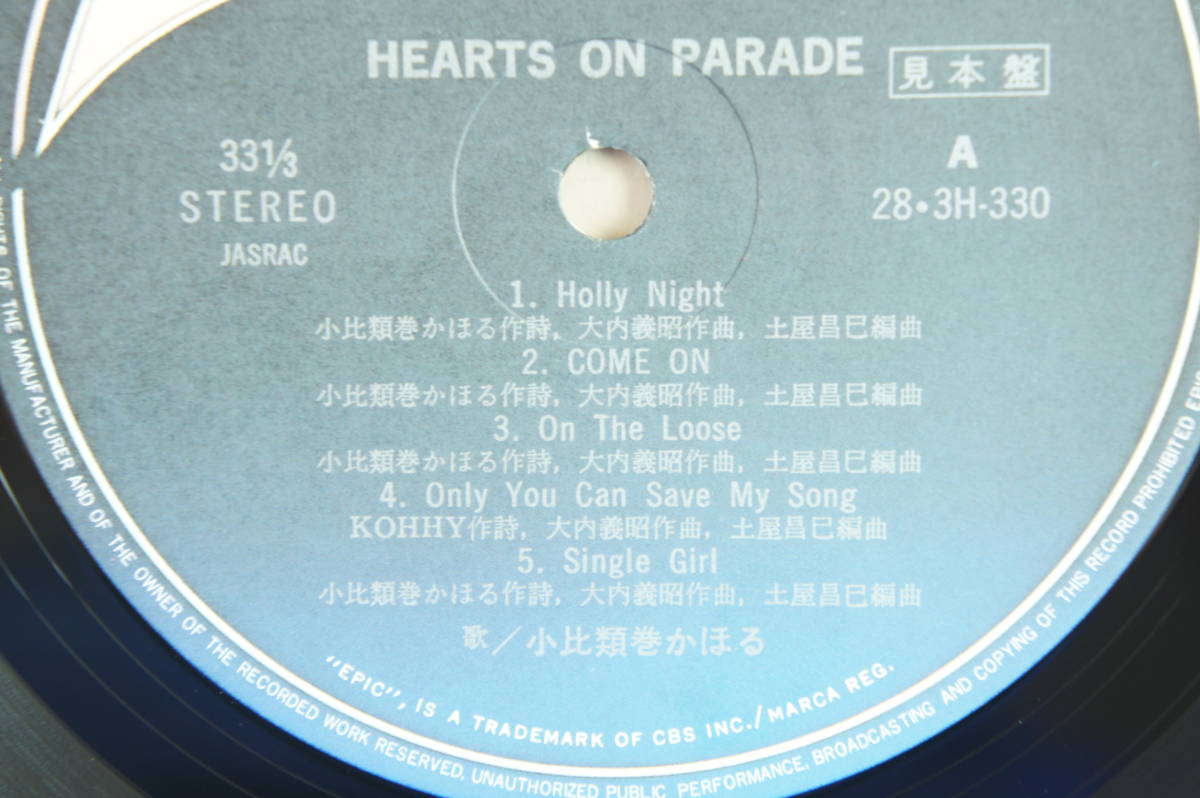 HEARTS ON PARADE
見本盤
33⅓
STEREO
JASRAC
A
28•3H-330
1. Holly Night
小比類巻かほる作詩，大内義昭作曲，土屋昌巳編曲
2. COME ON
小比類巻かほる作詩，大内義昭作曲，土屋昌巳編曲
3. On The Loose
小比類巻かほる作詩，大内義昭作曲，土屋昌巳編曲
4. Only You Can Save My Song
KOHHY作詩，大内義昭作曲，土屋昌巳編曲
5. Single Girl
小比類巻かほる作詩，大内義昭作曲，土屋昌巳編曲
歌／小比類巻かほる
"EPIC", IS A TRADEMARK OF CBS INC./MARCA REG.
OF THE MANUFACTURER AND OF THE OWNER OF THE RECORDED WORK RESERVED, UNAUTHORIZED PUBLIC PERFORMANCE, BROADCASTING AND COPYING OF THIS RECORD PROHIBITED